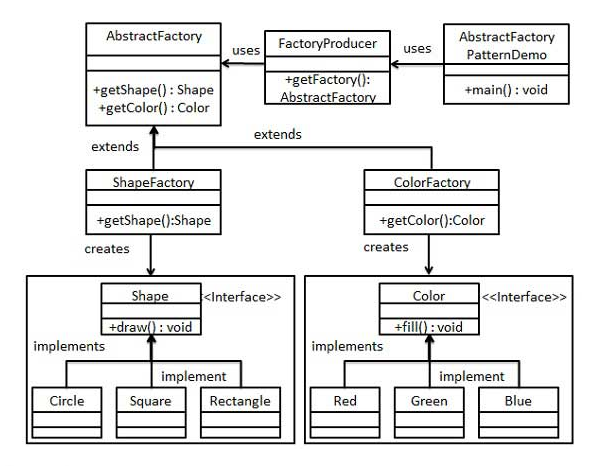 AbstractFactory
uses
FactoryProducer
uses
AbstractFactory
PatternDemo
+getShape() : Shape
+getColor() : Color
+getFactory():
AbstractFactory
+main() : void
extends
extends
ShapeFactory
ColorFactory
+getShape():Shape
+getColor():Color
creates
creates
Shape
<<Interface>>
Color
<<Interface>>
+draw() : void
+fill() : void
implements
implements
implement
implement
Circle
Square
Rectangle
Red
Green
Blue